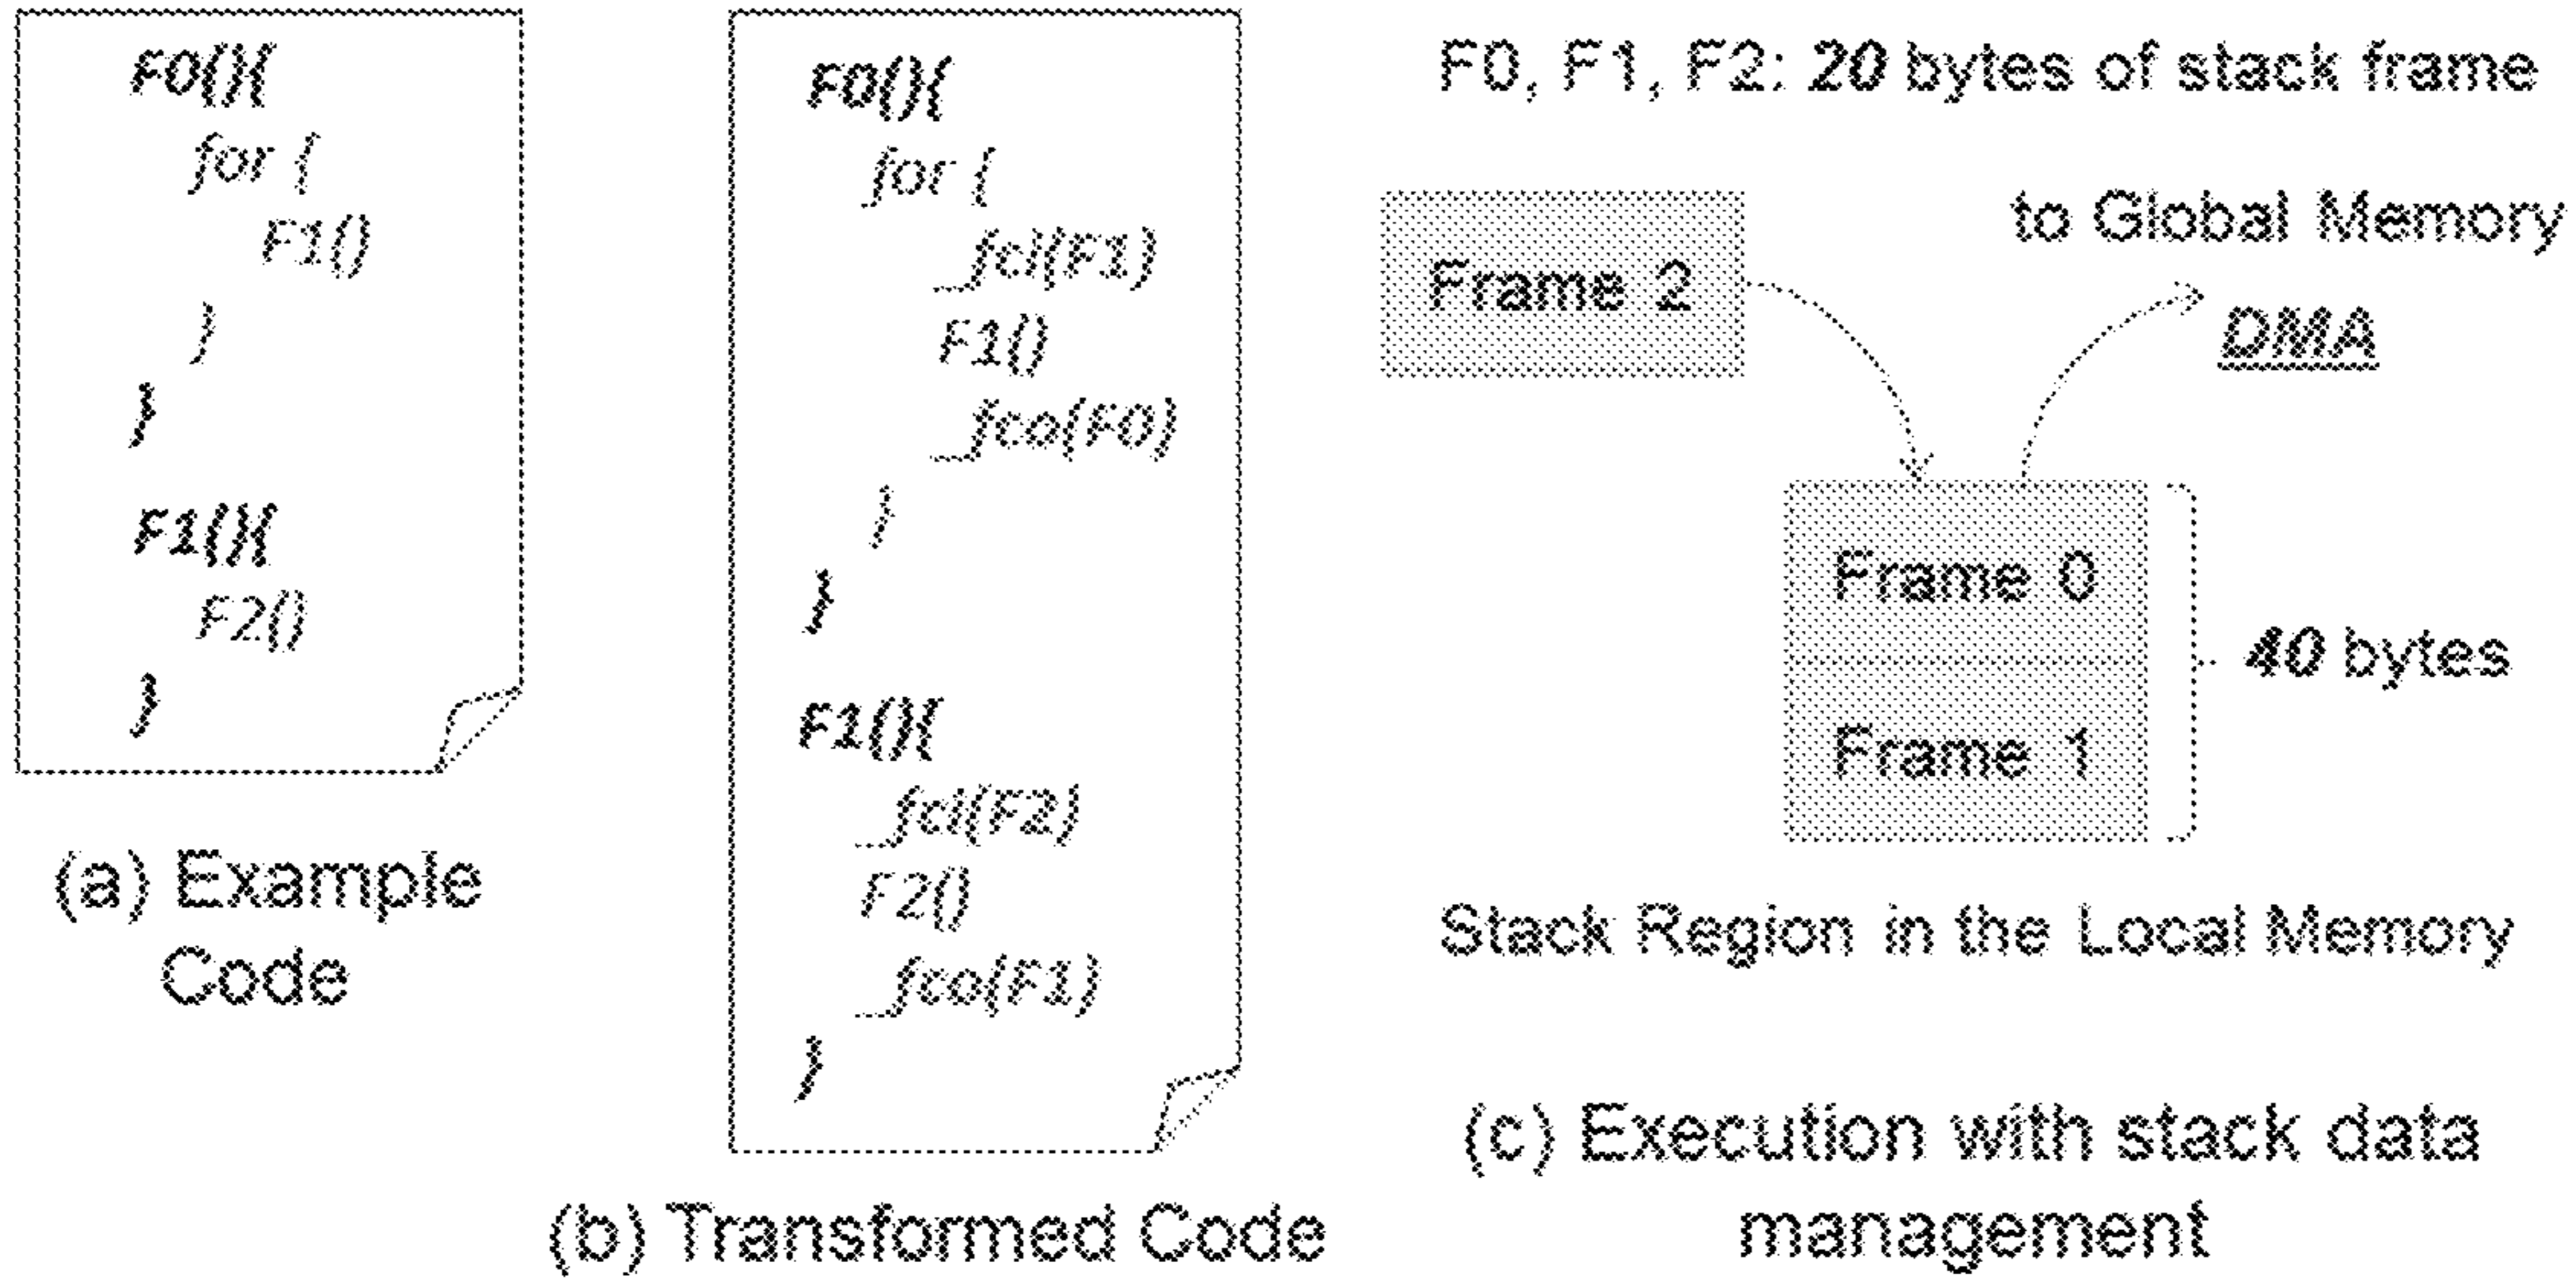 F0(){
for {
F1()
}
}
F1(){
F2()
}
(a) Example
Code
F0(){
for {
_fci(F1)
F1()
_fco(F0)
}
}
F1(){
_fci(F2)
F2()
_fco(F1)
}
(b) Transformed Code
F0, F1, F2: 20 bytes of stack frame
to Global Memory
DMA
Frame 2
Frame 0
Frame 1
40 bytes
Stack Region in the Local Memory
(c) Execution with stack data
management